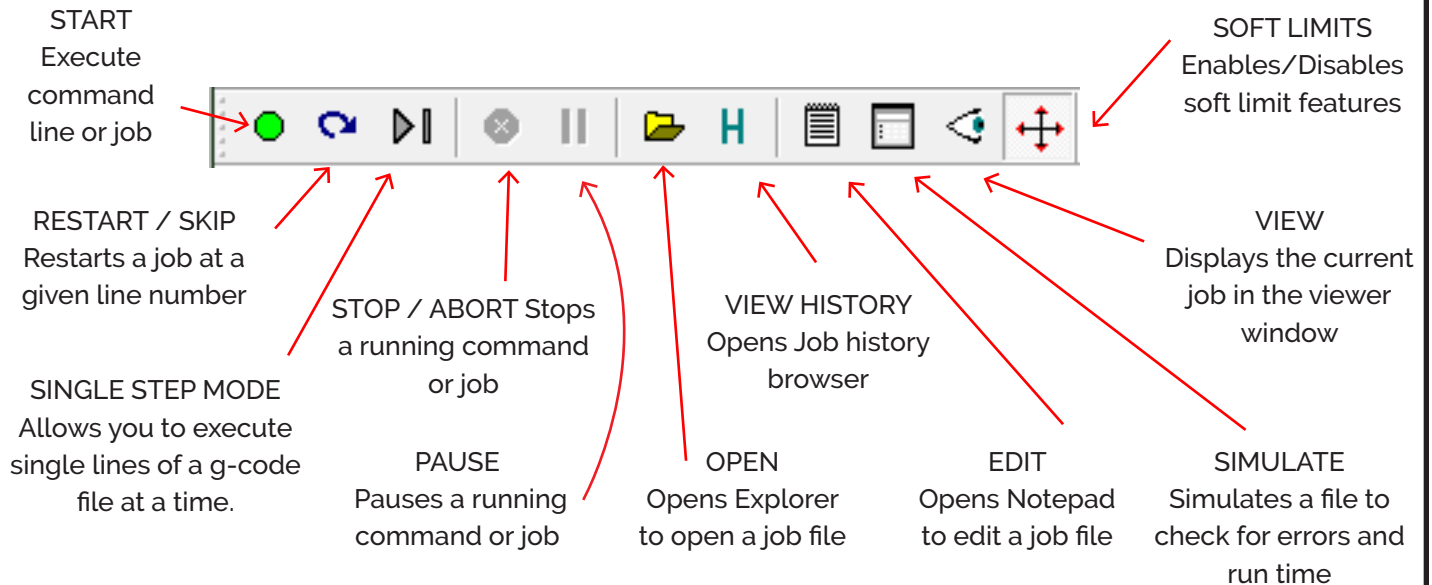 START
Execute
command
line or job
H
SOFT LIMITS
Enables/Disables
soft limit features
RESTART / SKIP
Restarts a job at a
given line number
STOP / ABORT Stops
a running command
or job
VIEW HISTORY
Opens Job history
browser
VIEW
Displays the current
job in the viewer
window
SINGLE STEP MODE
Allows you to execute
single lines of a g-code
file at a time.
PAUSE
Pauses a running
command or job
OPEN
Opens Explorer
to open a job file
EDIT
Opens Notepad
to edit a job file
SIMULATE
Simulates a file to
check for errors and
run time